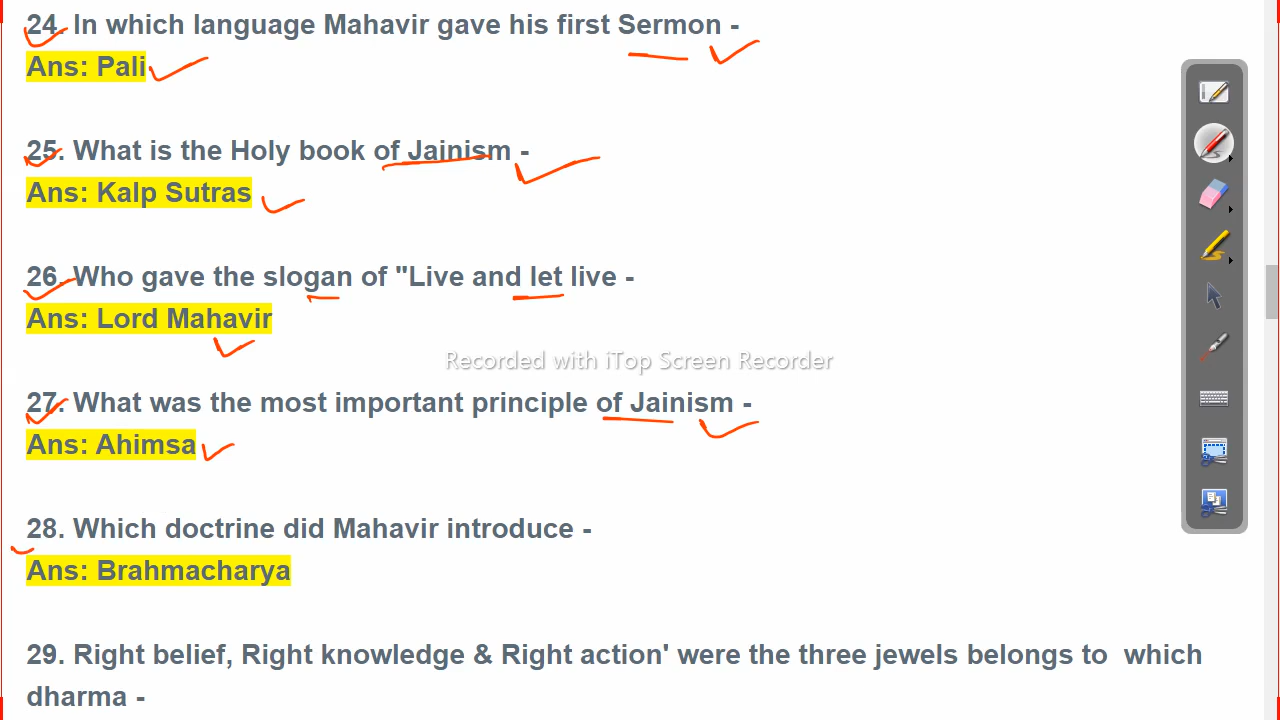 24. In which language Mahavir gave his first Sermon -
Ans: Pali
25. What is the Holy book of Jainism -
Ans: Kalp Sutras
26. Who gave the slogan of "Live and let live -
Ans: Lord Mahavir
Recorded with iTop Screen Recorder
27. What was the most important principle of Jainism -
Ans: Ahimsa
28. Which doctrine did Mahavir introduce -
Ans: Brahmacharya
29. Right belief, Right knowledge & Right action' were the three jewels belongs to  which
dharma -